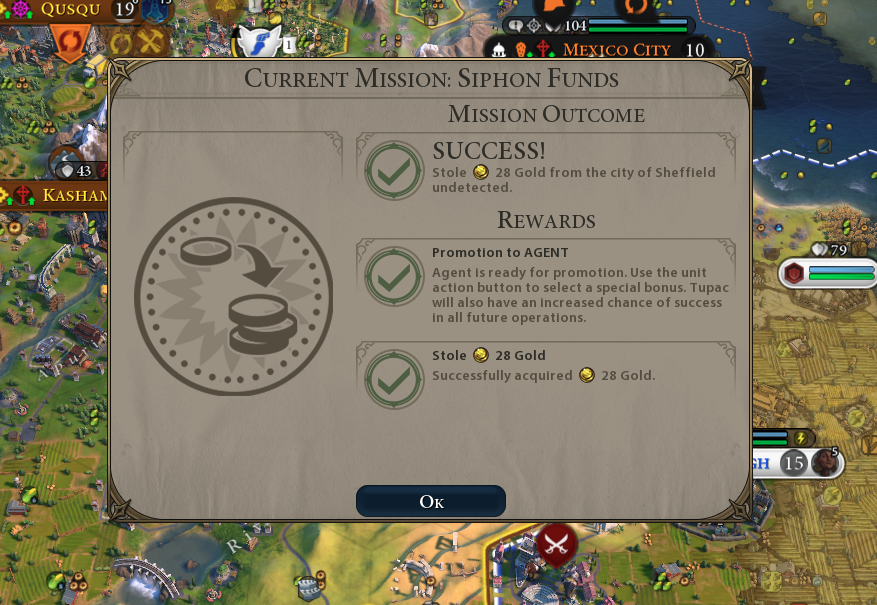 QUSQU 19
104
1
MEXICO CITY 10
CURRENT MISSION: SIPHON FUNDS
MISSION OUTCOME
SUCCESS!
Stole 28 Gold from the city of Sheffield
undetected.
43
KASHAM
REWARDS
Promotion to AGENT
Agent is ready for promotion. Use the unit
action button to select a special bonus. Tupac
will also have an increased chance of success
in all future operations.
79
Stole 28 Gold
Successfully acquired 28 Gold.
GH 15 5
OK